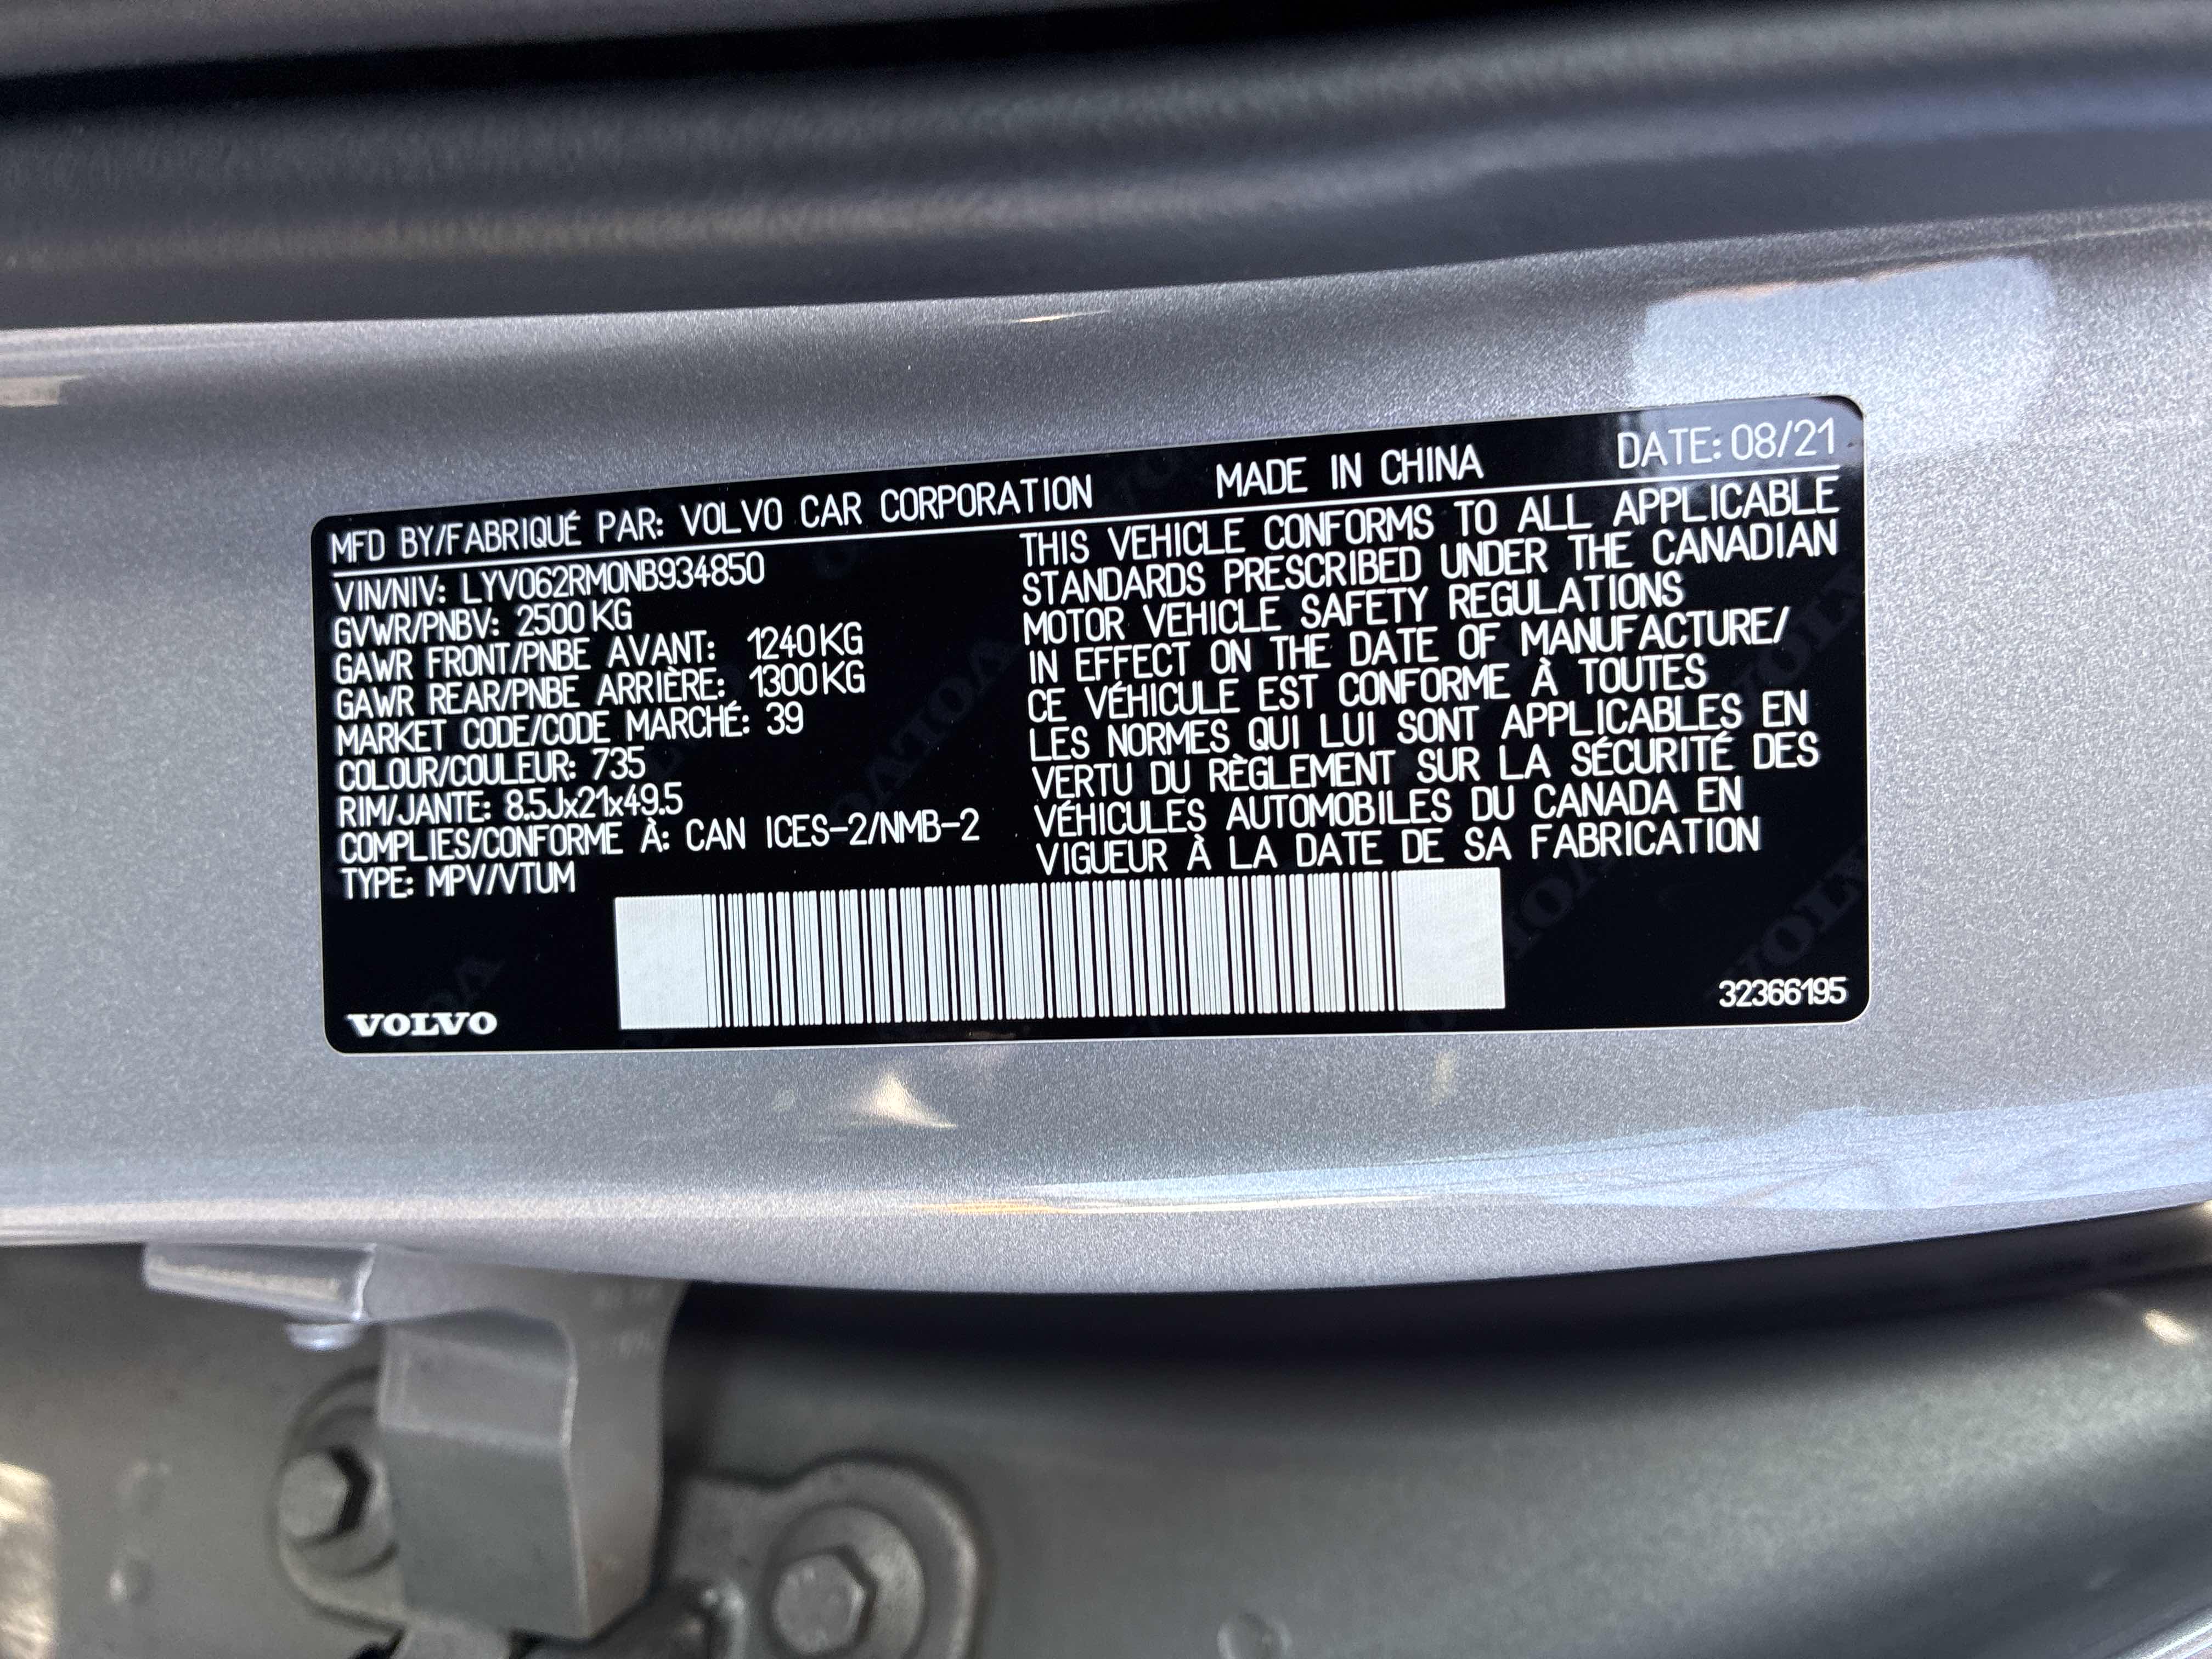 MFD BY/FABRIQUÉ PAR: VOLVO CAR CORPORATION MADE IN CHINA DATE: 08/21
VIN/NIV: LYV062RM0NB934850
GVWR/PNBV: 2500 KG
GAWR FRONT/PNBE AVANT: 1240 KG
GAWR REAR/PNBE ARRIÈRE: 1300 KG
MARKET CODE/CODE MARCHÉ: 39
COLOUR/COULEUR: 735
RIM/JANTE: 8.5Jx21x49.5
COMPLIES/CONFORME À: CAN ICES-2/NMB-2
TYPE: MPV/VTUM
THIS VEHICLE CONFORMS TO ALL APPLICABLE
STANDARDS PRESCRIBED UNDER THE CANADIAN
MOTOR VEHICLE SAFETY REGULATIONS
IN EFFECT ON THE DATE OF MANUFACTURE/
CE VÉHICULE EST CONFORME À TOUTES
LES NORMES QUI LUI SONT APPLICABLES EN
VERTU DU RÈGLEMENT SUR LA SÉCURITÉ DES
VÉHICULES AUTOMOBILES DU CANADA EN
VIGUEUR À LA DATE DE SA FABRICATION
VOLVO
32366195